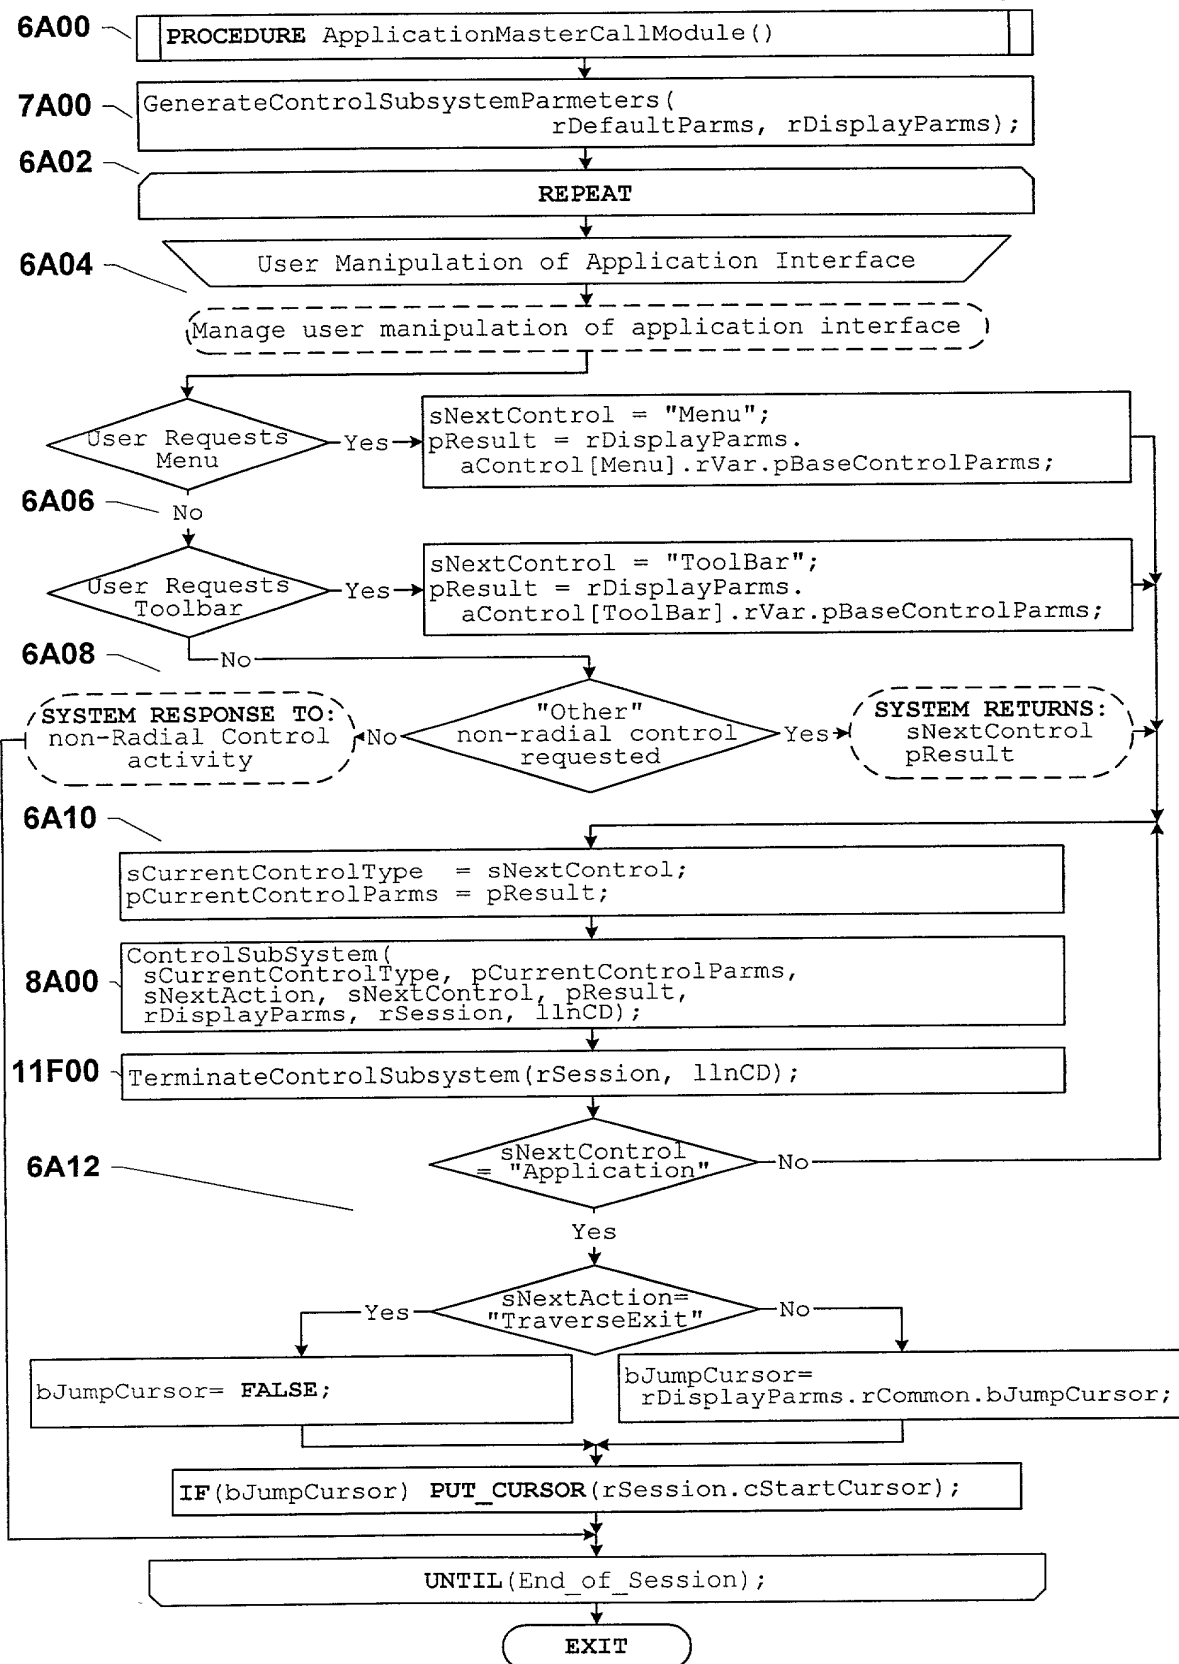 6A00
PROCEDURE ApplicationMasterCallModule()
7A00
GenerateControlSubsystemParmeters(
rDefaultParms, rDisplayParms);
6A02
REPEAT
6A04
User Manipulation of Application Interface
Manage user manipulation of application interface
User Requests
Menu
Yes
sNextControl = "Menu";
pResult = rDisplayParms.
aControl[Menu].rVar.pBaseControlParms;
6A06
No
User Requests
Toolbar
Yes
sNextControl = "ToolBar";
pResult = rDisplayParms.
aControl[ToolBar].rVar.pBaseControlParms;
6A08
No
SYSTEM RESPONSE TO:
non-Radial Control
activity
No
"Other"
non-radial control
requested
Yes
SYSTEM RETURNS:
sNextControl
pResult
6A10
sCurrentControlType = sNextControl;
pCurrentControlParms = pResult;
8A00
ControlSubSystem(
sCurrentControlType, pCurrentControlParms,
sNextAction, sNextControl, pResult,
rDisplayParms, rSession, llnCD);
11F00
TerminateControlSubsystem(rSession, llnCD);
6A12
sNextControl
= "Application"
No
Yes
sNextAction=
"TraverseExit"
Yes
No
bJumpCursor= FALSE;
bJumpCursor=
rDisplayParms.rCommon.bJumpCursor;
IF(bJumpCursor) PUT_CURSOR(rSession.cStartCursor);
UNTIL(End_of_Session);
EXIT